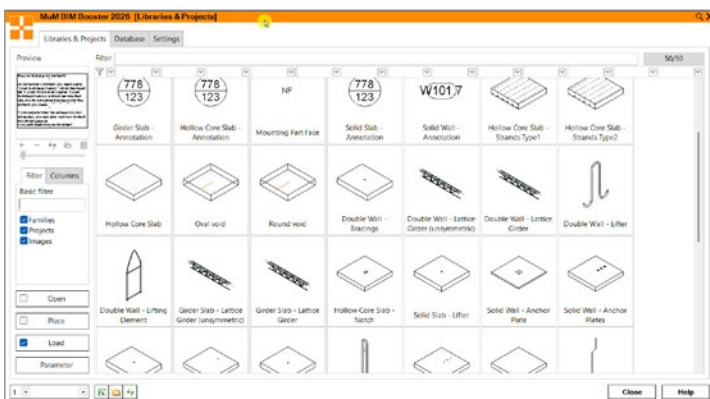 MuM BIM Booster 2026 [Libraries & Projects]
Libraries & Projects Database Settings
Preview Filter 50/50
778
123
778
123
NF
778
123
W101,7
Girder Slab -
Annotation
Hollow Core Slab -
Annotation
Mounting Part Face
Solid Slab -
Annotation
Solid Wall -
Annotation
Hollow Core Slab -
Strands Type1
Hollow Core Slab -
Strands Type2
Filter Columns
Basic filter
Families
Projects
Images
Hollow Core Slab
Oval void
Round void
Double Wall -
Bracings
Double Wall - Lattice
Girder (unsymmetric)
Double Wall - Lattice
Girder
Double Wall - Lifter
Open
Place
Load
Parameter
Double Wall - Lifting
Element
Girder Slab - Lattice
Girder (unsymmetric)
Girder Slab - Lattice
Girder
Hollow Core Slab -
Notch
Solid Slab - Lifter
Solid Wall - Anchor
Plate
Solid Wall - Anchor
Plates
1
Close Help